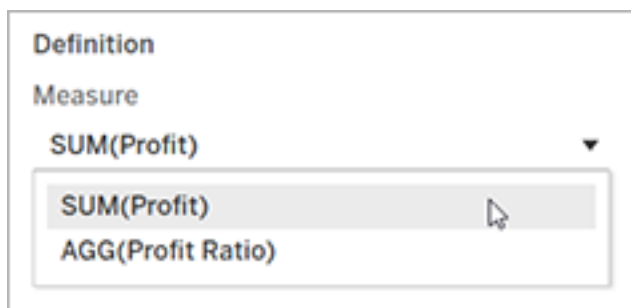 Definition
Measure
SUM(Profit)
SUM(Profit)
AGG(Profit Ratio)